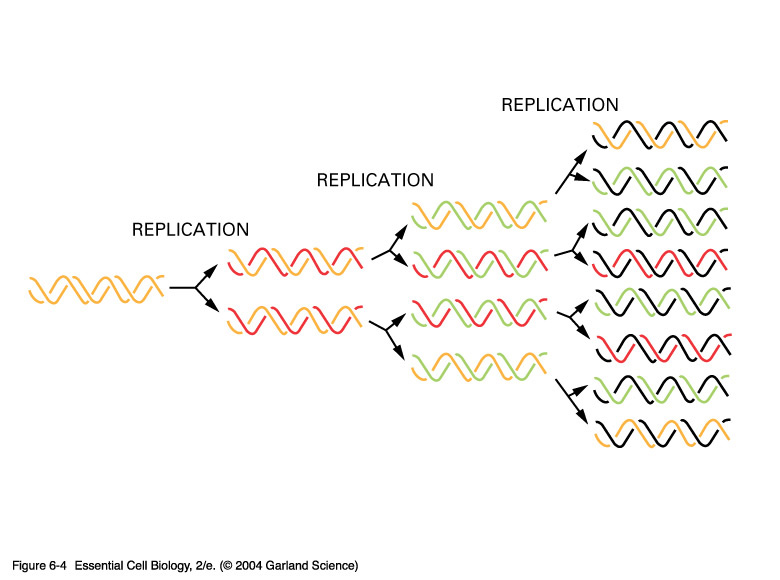 REPLICATION
REPLICATION
REPLICATION
Figure 6-4 Essential Cell Biology, 2/e. (© 2004 Garland Science)